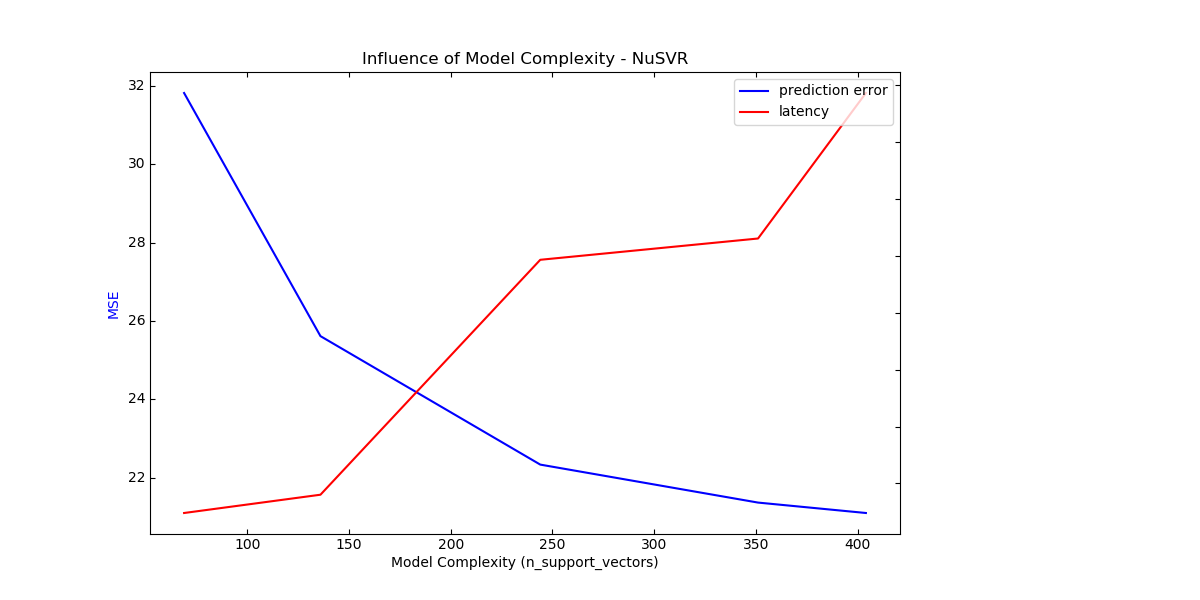 Influence of Model Complexity - NuSVR
prediction error
latency
32
30
28
26
24
22
MSE
100
150
200
250
300
350
400
Model Complexity (n_support_vectors)